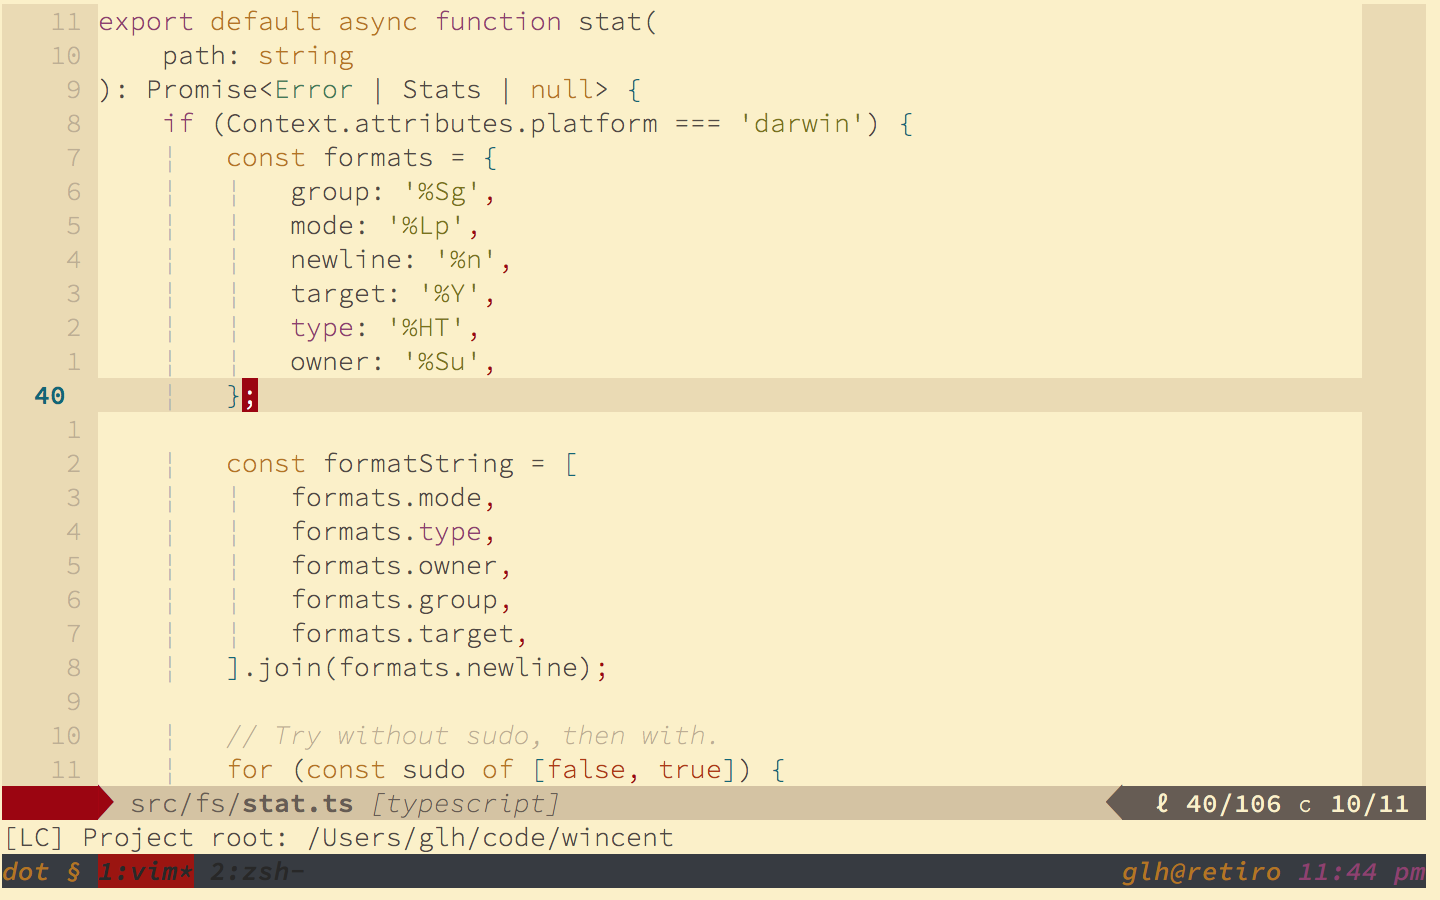 11 export default async function stat(
10     path: string
9 ): Promise<Error | Stats | null> {
8     if (Context.attributes.platform === 'darwin') {
7     ¦   const formats = {
6     ¦   ¦   group: '%Sg',
5     ¦   ¦   mode: '%Lp',
4     ¦   ¦   newline: '%n',
3     ¦   ¦   target: '%Y',
2     ¦   ¦   type: '%HT',
1     ¦   ¦   owner: '%Su',
40     ¦   };
1
2     ¦   const formatString = [
3     ¦   ¦   formats.mode,
4     ¦   ¦   formats.type,
5     ¦   ¦   formats.owner,
6     ¦   ¦   formats.group,
7     ¦   ¦   formats.target,
8     ¦   ].join(formats.newline);
9
10     ¦   // Try without sudo, then with.
11     ¦   for (const sudo of [false, true]) {
src/fs/stat.ts [typescript] ℓ 40/106 c 10/11
[LC] Project root: /Users/glh/code/wincent
dot § 1:vim* 2:zsh- glh@retiro 11:44 pm